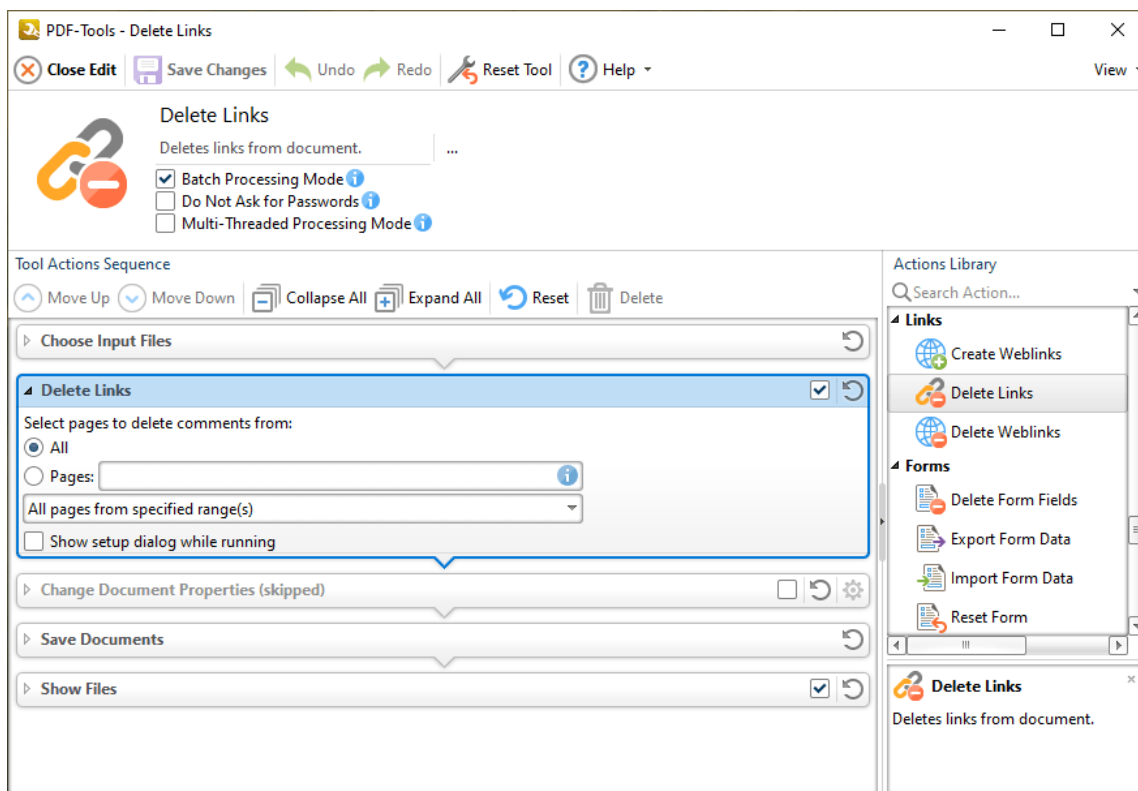 PDF-Tools - Delete Links
Close Edit Save Changes Undo Redo Reset Tool ? Help View
Delete Links
Deletes links from document. ...
Batch Processing Mode i
Do Not Ask for Passwords i
Multi-Threaded Processing Mode i
Tool Actions Sequence
Move Up Move Down Collapse All Expand All Reset Delete
Choose Input Files
Delete Links
Select pages to delete comments from:
All
Pages: i
All pages from specified range(s)
Show setup dialog while running
Change Document Properties (skipped)
Save Documents
Show Files
Actions Library
Search Action...
Links
Create Weblinks
Delete Links
Delete Weblinks
Forms
Delete Form Fields
Export Form Data
Import Form Data
Reset Form
Delete Links
Deletes links from document.